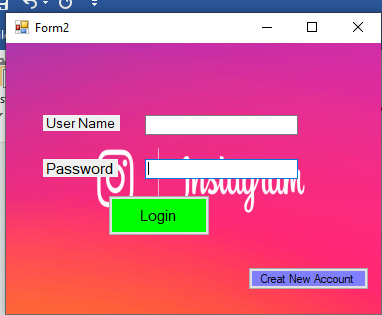 Form2
User Name
Password
Instagram
Login
Creat New Account